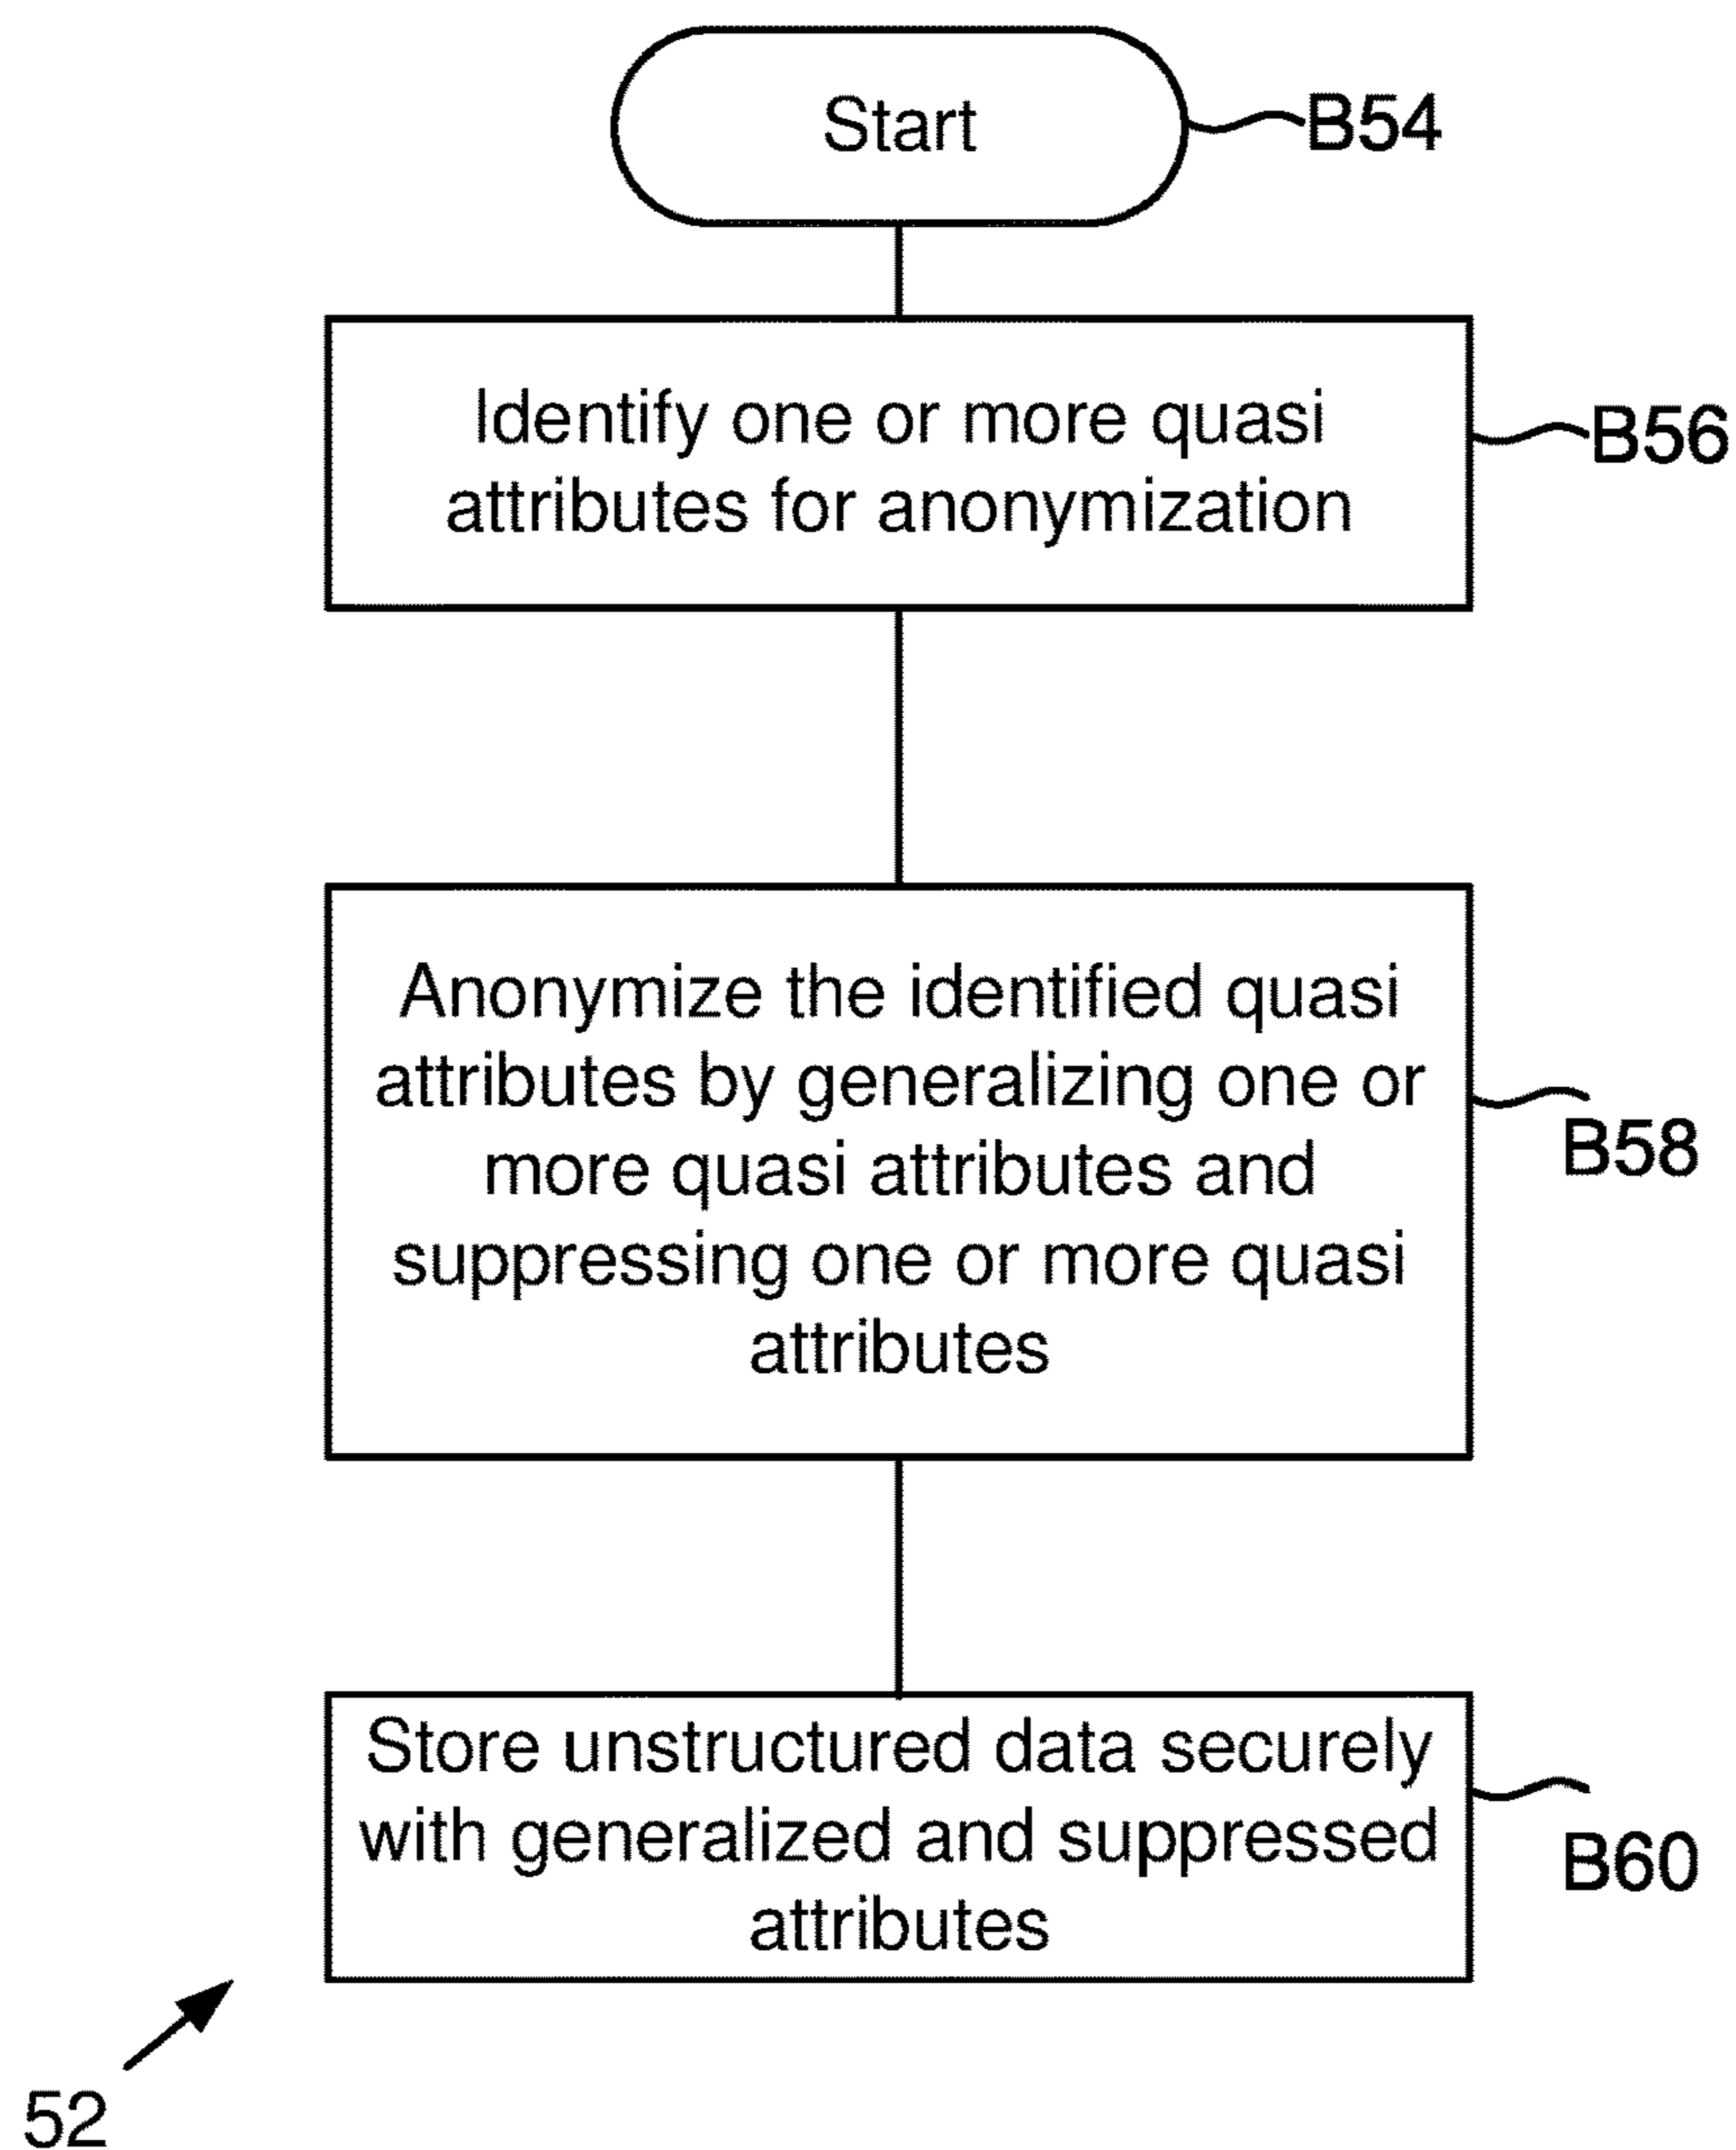 Start
B54
Identify one or more quasi
attributes for anonymization
B56
Anonymize the identified quasi
attributes by generalizing one or
more quasi attributes and
suppressing one or more quasi
attributes
B58
Store unstructured data securely
with generalized and suppressed
attributes
B60
52